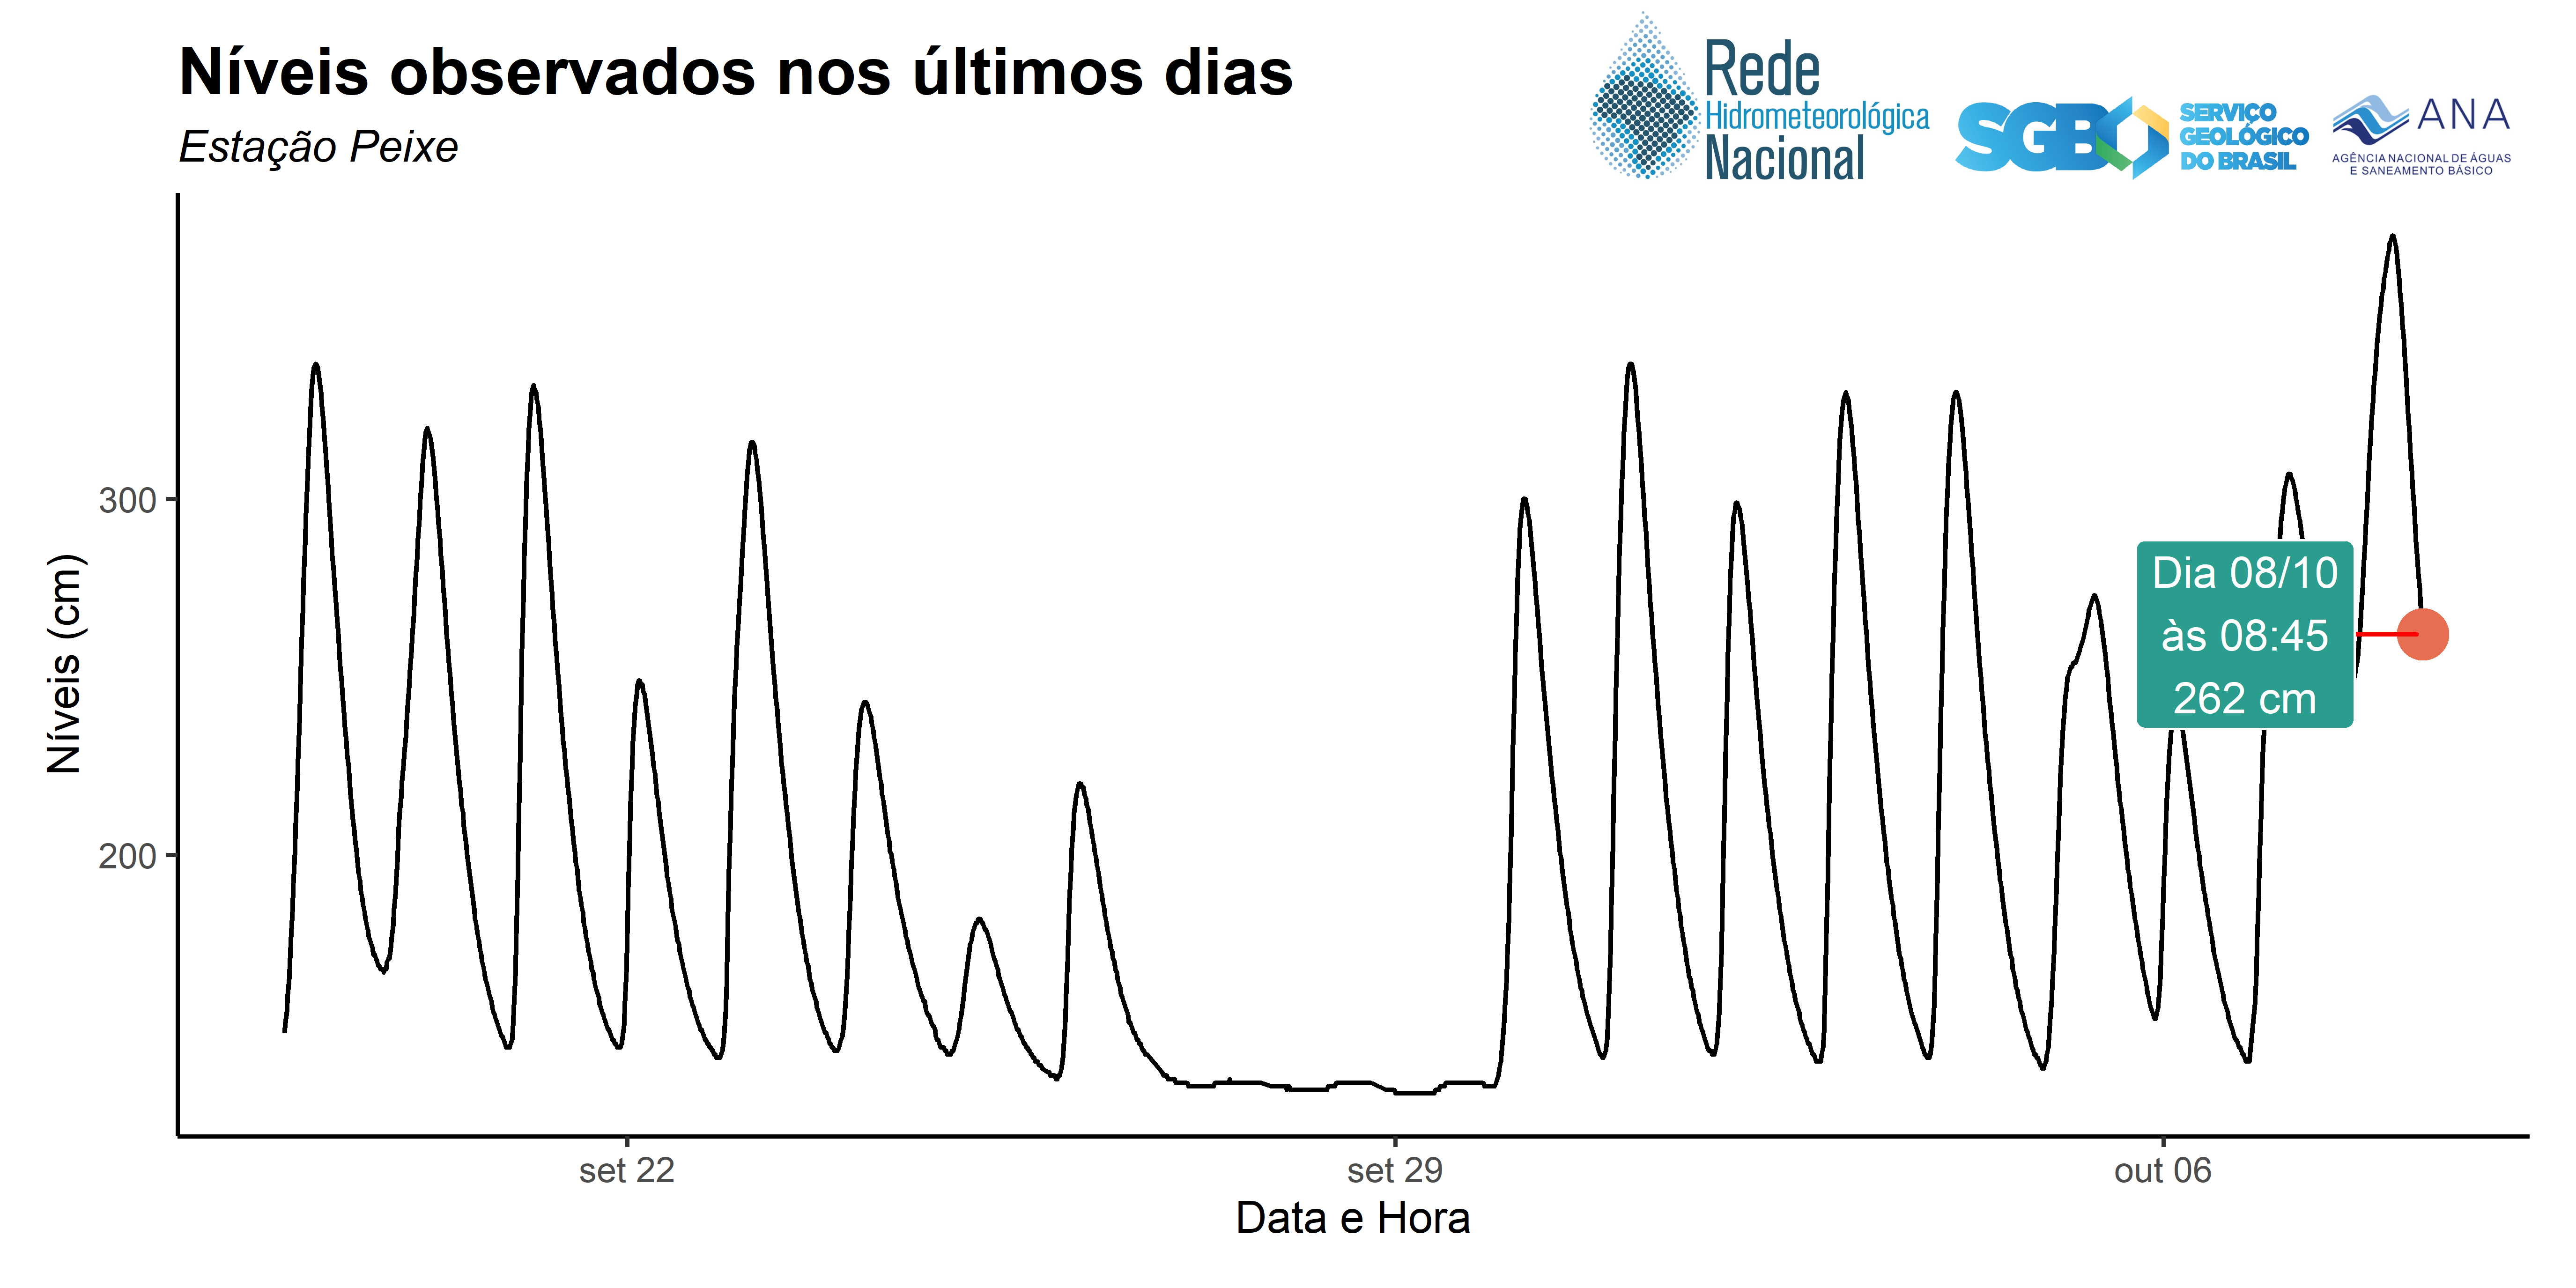 Níveis observados nos últimos dias
Estação Peixe
Rede
Hidrometeorológica
Nacional
SGB
SERVIÇO
GEOLÓGICO
DO BRASIL
ANA
AGÊNCIA NACIONAL DE ÁGUAS
E SANEAMENTO BÁSICO
Níveis (cm)
300
200
Dia 08/10
às 08:45
262 cm
set 22
set 29
out 06
Data e Hora